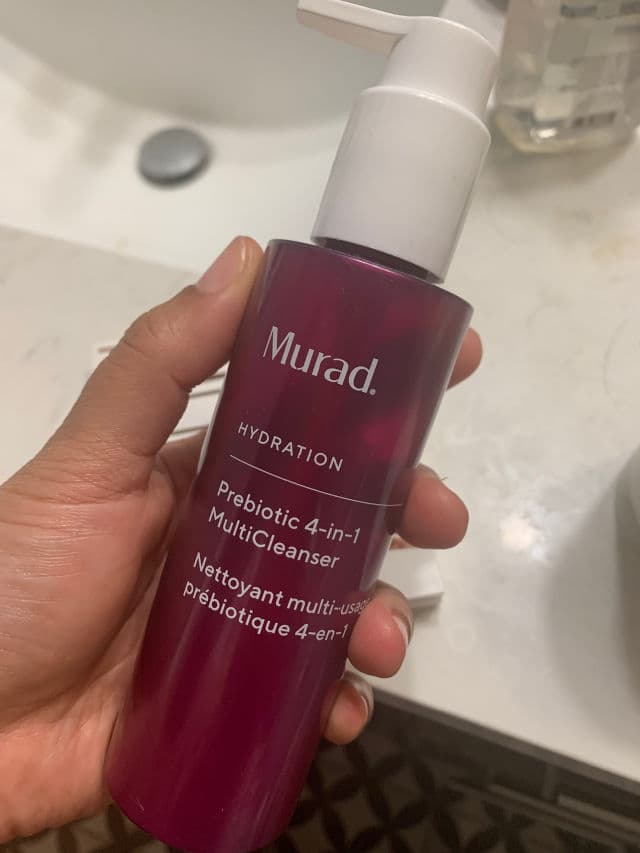 Murad.
HYDRATION
Prebiotic 4-in-1
MultiCleanser
Nettoyant multi-usage
prébiotique 4-en-1